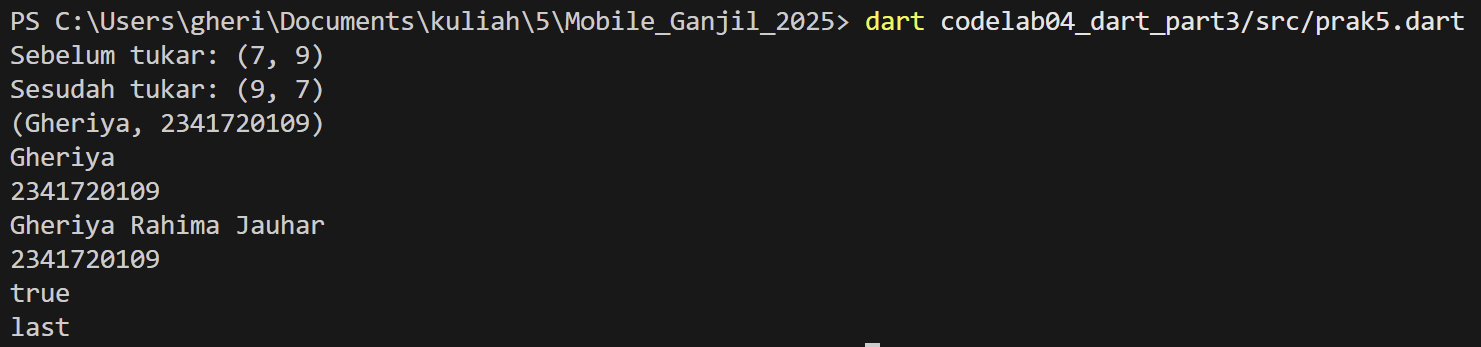 PS C:\Users\gheri\Documents\kuliah\5\Mobile_Ganjil_2025> dart codelab04_dart_part3/src/prak5.dart
Sebelum tukar: (7, 9)
Sesudah tukar: (9, 7)
(Gheriya, 2341720109)
Gheriya
2341720109
Gheriya Rahima Jauhar
2341720109
true
last